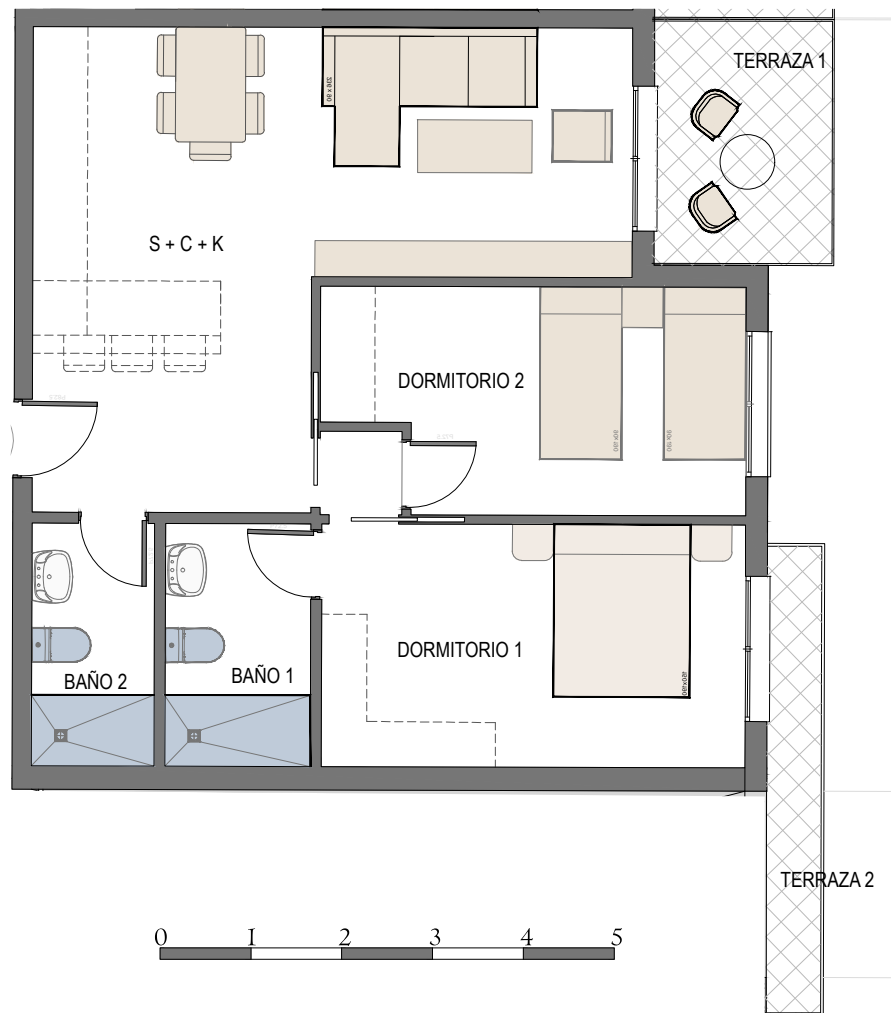 TERRAZA 1
S + C + K
DORMITORIO 2
DORMITORIO 1
BAÑO 2
BAÑO 1
TERRAZA 2
0 1 2 3 4 5